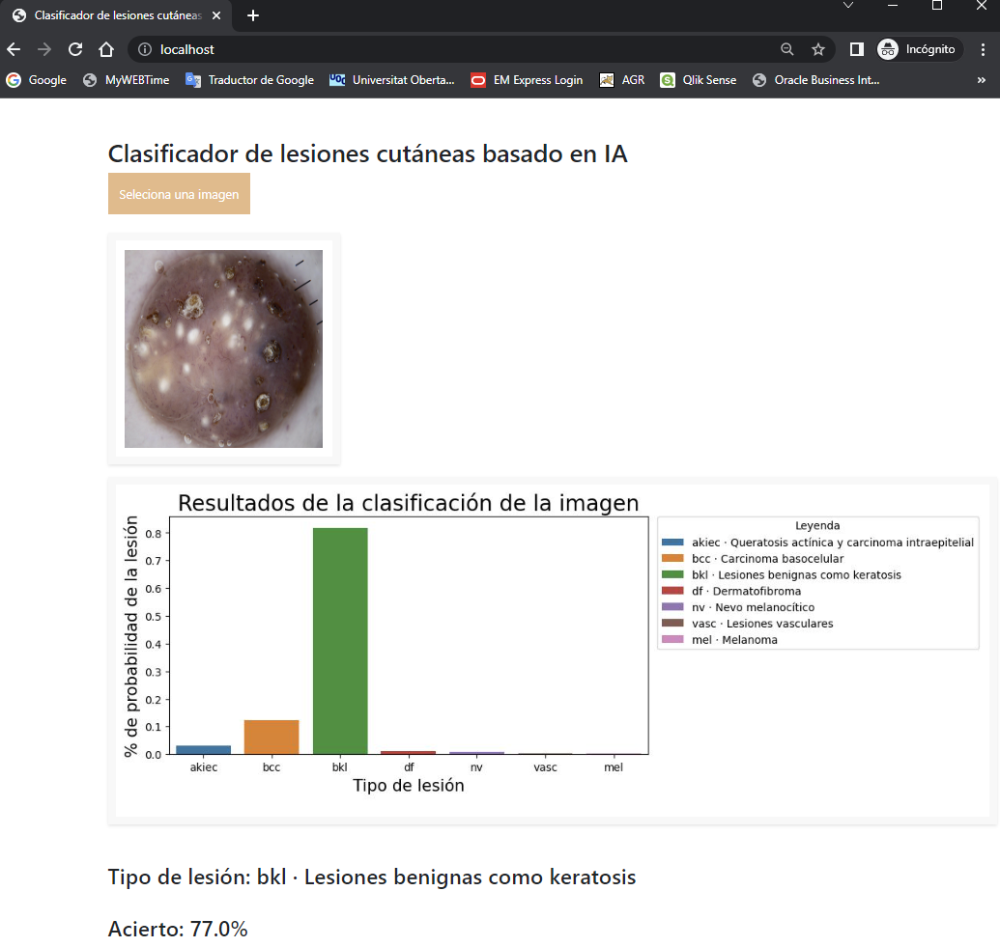 Clasificador de lesiones cutáneas
localhost
Incógnito
Google MyWEBTime Traductor de Google Universitat Oberta... EM Express Login AGR Qlik Sense Oracle Business Int... »
Clasificador de lesiones cutáneas basado en IA
Seleciona una imagen
Resultados de la clasificación de la imagen
% de probabilidad de la lesión
0.8
0.7
0.6
0.5
0.4
0.3
0.2
0.1
0.0
akiec bcc bkl df nv vasc mel
Tipo de lesión
Leyenda
akiec · Queratosis actínica y carcinoma intraepitelial
bcc · Carcinoma basocelular
bkl · Lesiones benignas como keratosis
df · Dermatofibroma
nv · Nevo melanocítico
vasc · Lesiones vasculares
mel · Melanoma
Tipo de lesión: bkl · Lesiones benignas como keratosis
Acierto: 77.0%